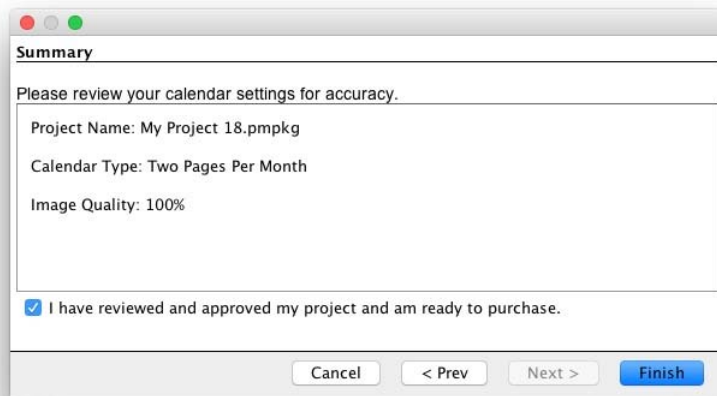 Summary
Please review your calendar settings for accuracy.
Project Name: My Project 18.pmpkg
Calendar Type: Two Pages Per Month
Image Quality: 100%
I have reviewed and approved my project and am ready to purchase.
Cancel < Prev Next > Finish